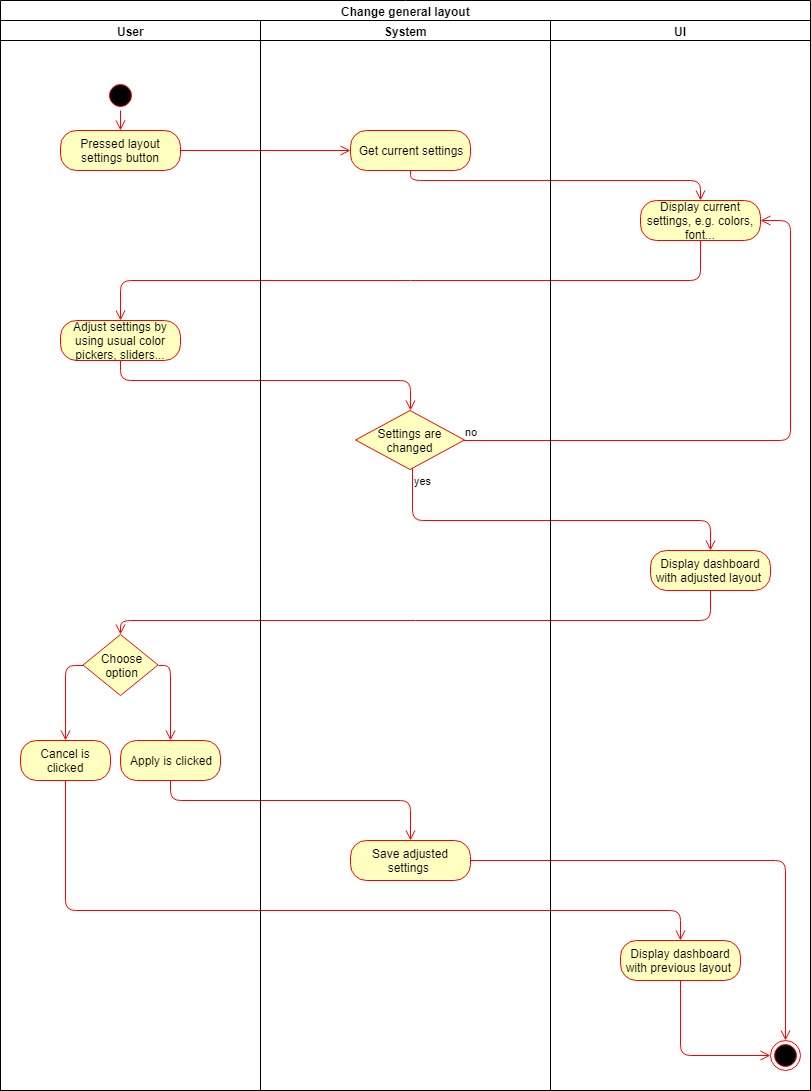 Change general layout
User
System
UI
Pressed layout
settings button
Get current settings
Display current
settings, e.g. colors,
font...
Adjust settings by
using usual color
pickers, sliders...
Settings are
changed
no
yes
Display dashboard
with adjusted layout
Choose
option
Cancel is
clicked
Apply is clicked
Save adjusted
settings
Display dashboard
with previous layout